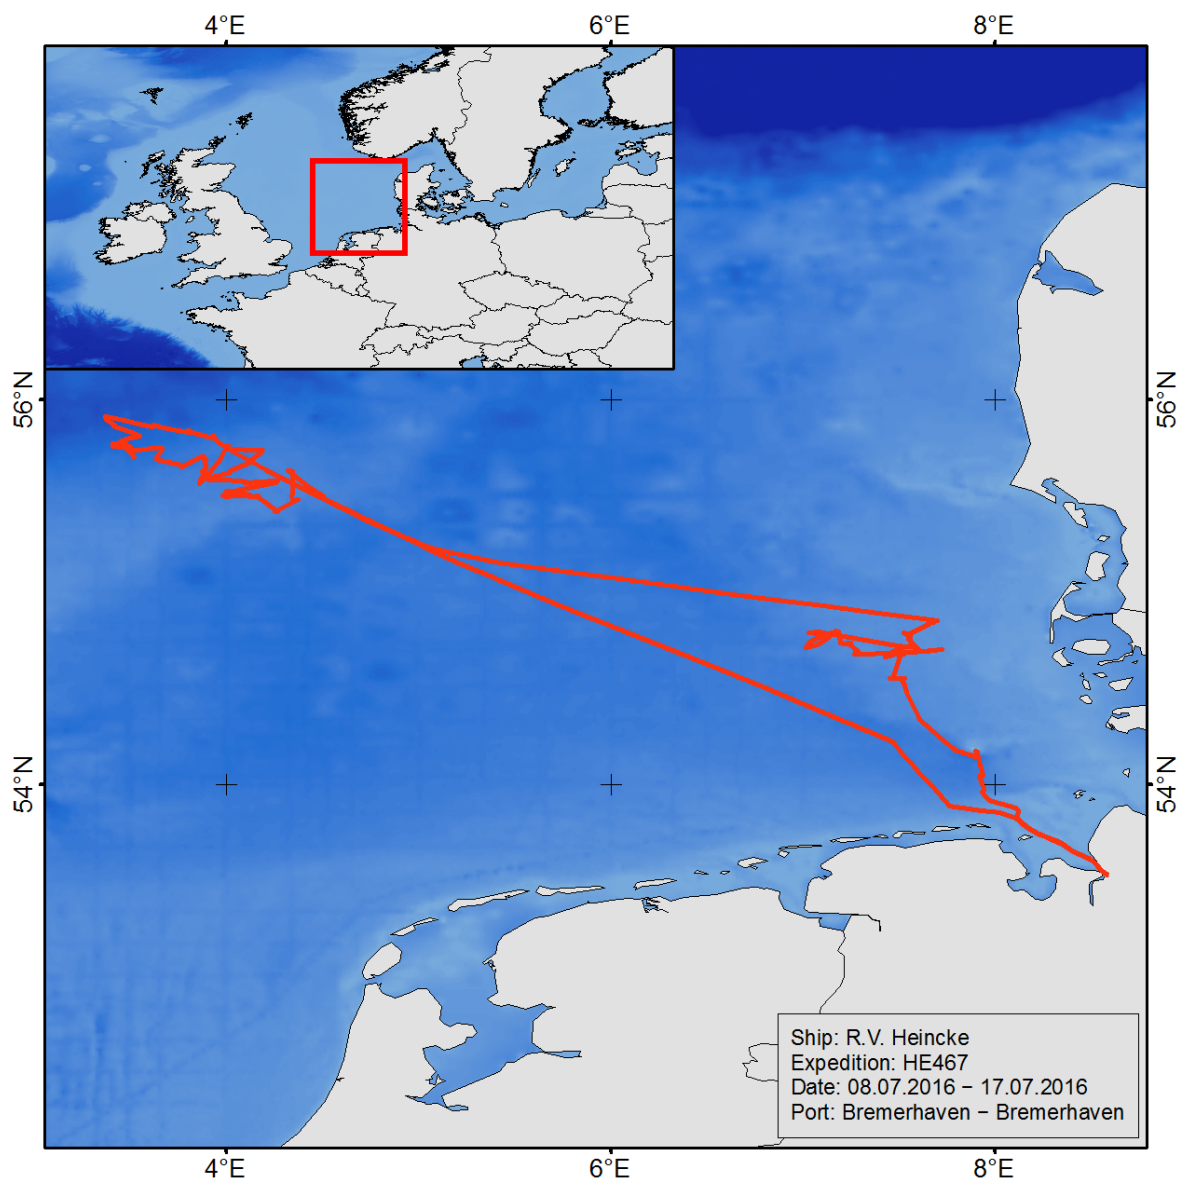 4°E 6°E 8°E
56°N 56°N
54°N 54°N
Ship: R.V. Heincke
Expedition: HE467
Date: 08.07.2016 − 17.07.2016
Port: Bremerhaven − Bremerhaven
4°E 6°E 8°E